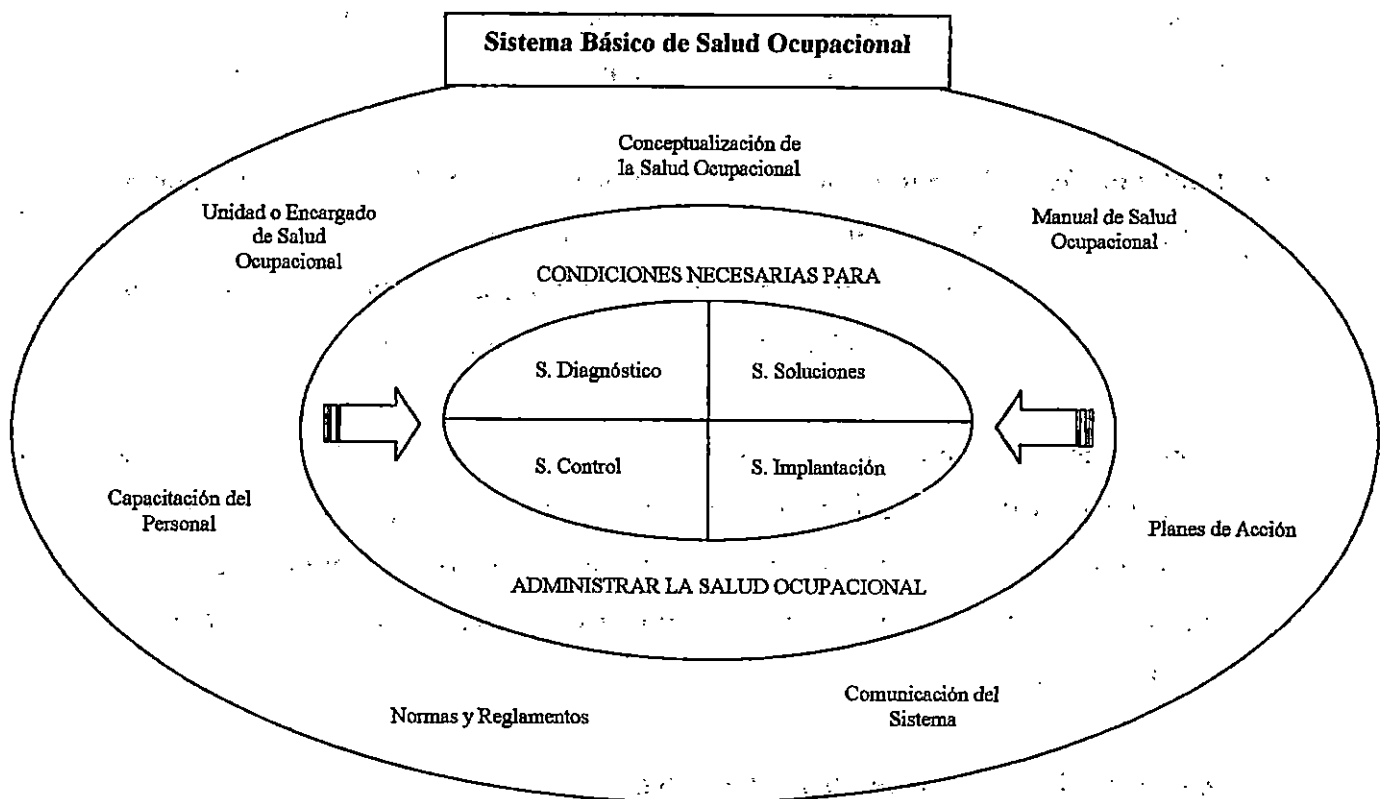 Sistema Básico de Salud Ocupacional
Conceptualización de
la Salud Ocupacional
Unidad o Encargado
de Salud
Ocupacional
Manual de Salud
Ocupacional
CONDICIONES NECESARIAS PARA
S. Diagnóstico
S. Soluciones
S. Control
S. Implantación
Capacitación del
Personal
Planes de Acción
ADMINISTRAR LA SALUD OCUPACIONAL
Normas y Reglamentos
Comunicación del
Sistema